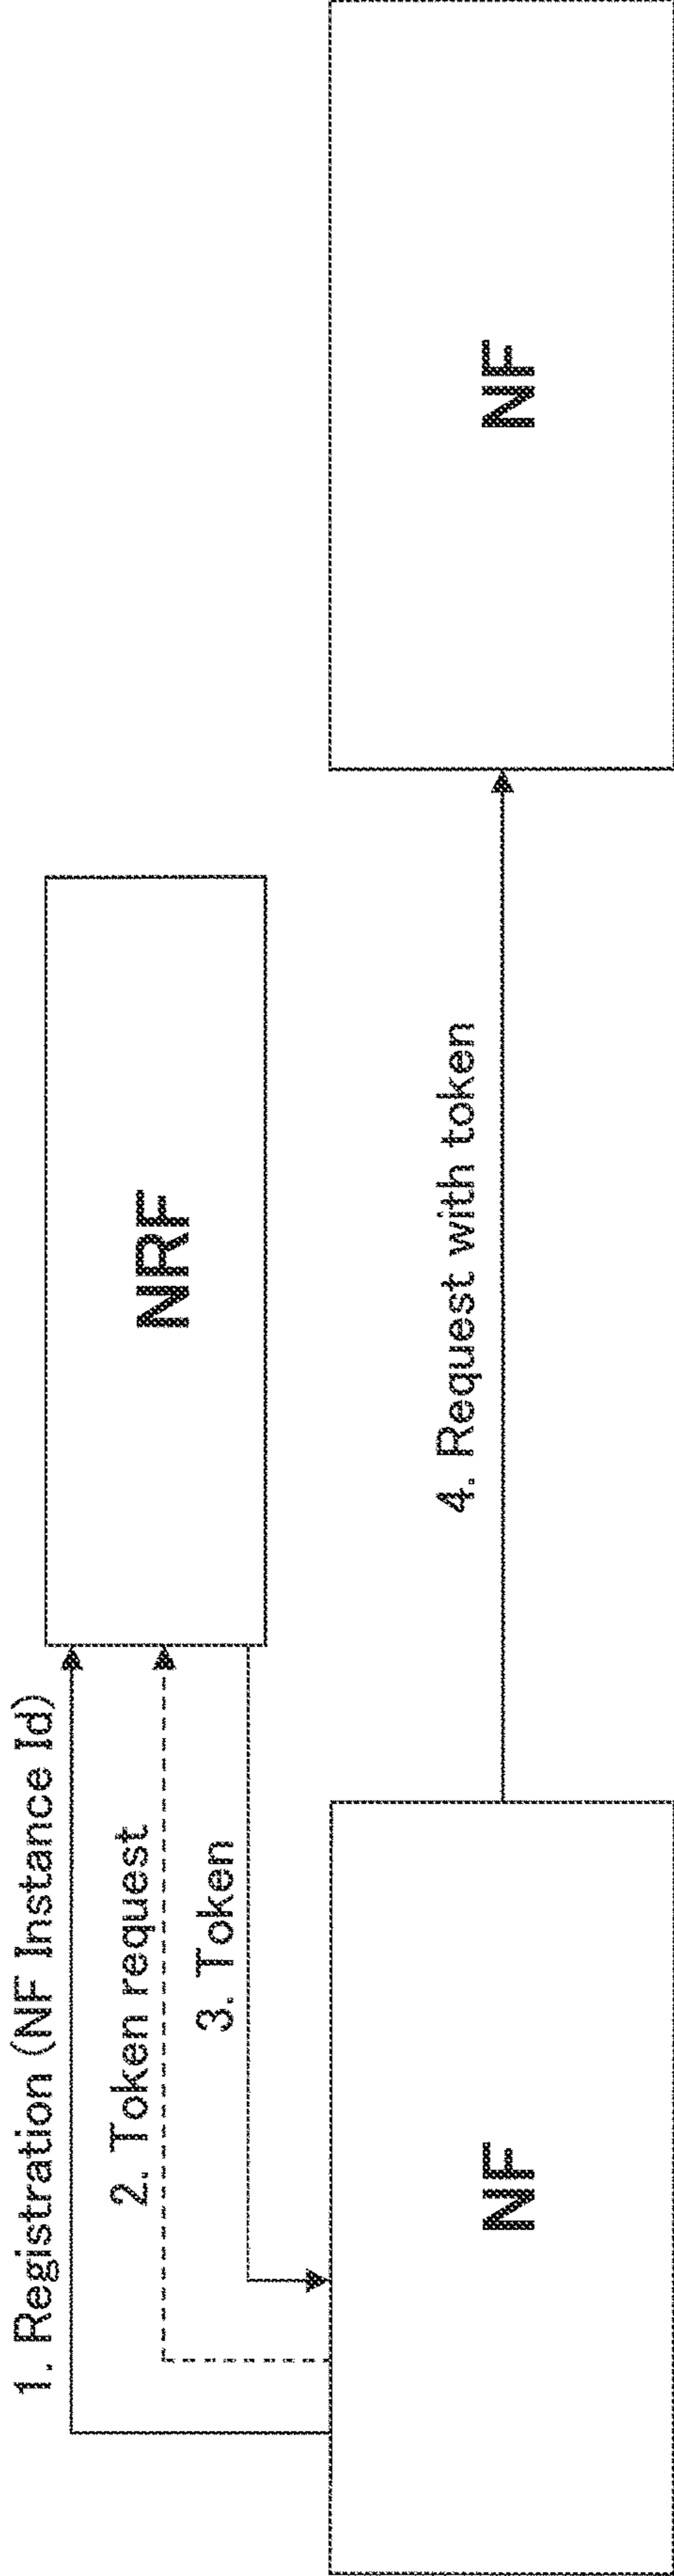 1. Registration (NF Instance Id)
2. Token request
3. Token
NRF
4. Request with token
NF
NF